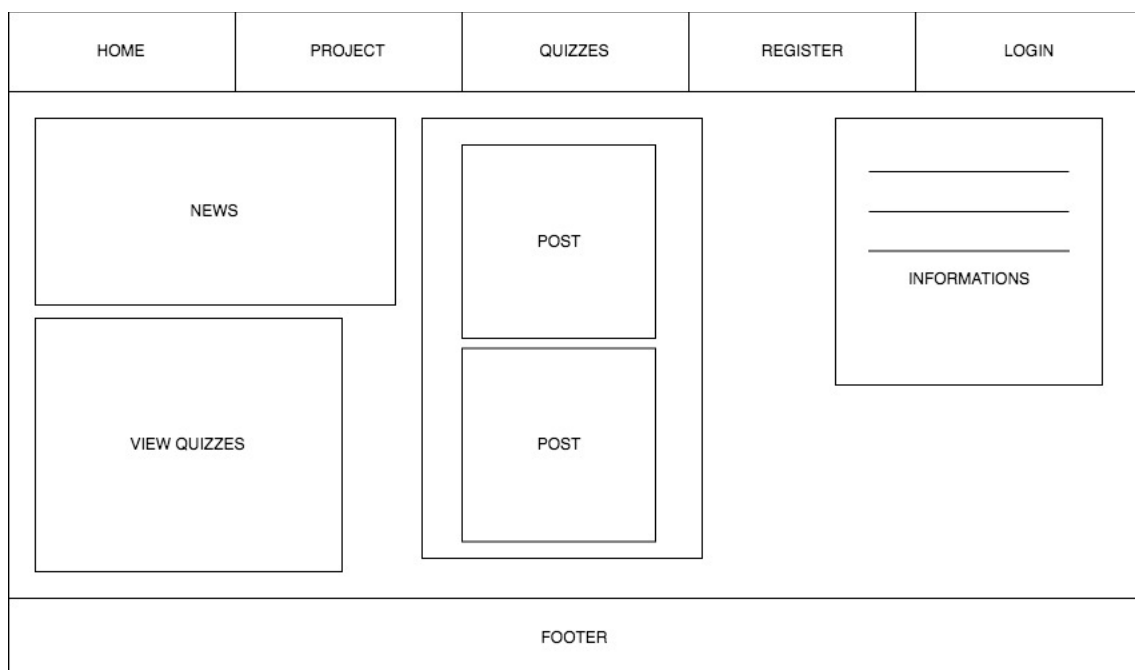 HOME
PROJECT
QUIZZES
REGISTER
LOGIN
NEWS
VIEW QUIZZES
POST
POST
INFORMATIONS
FOOTER